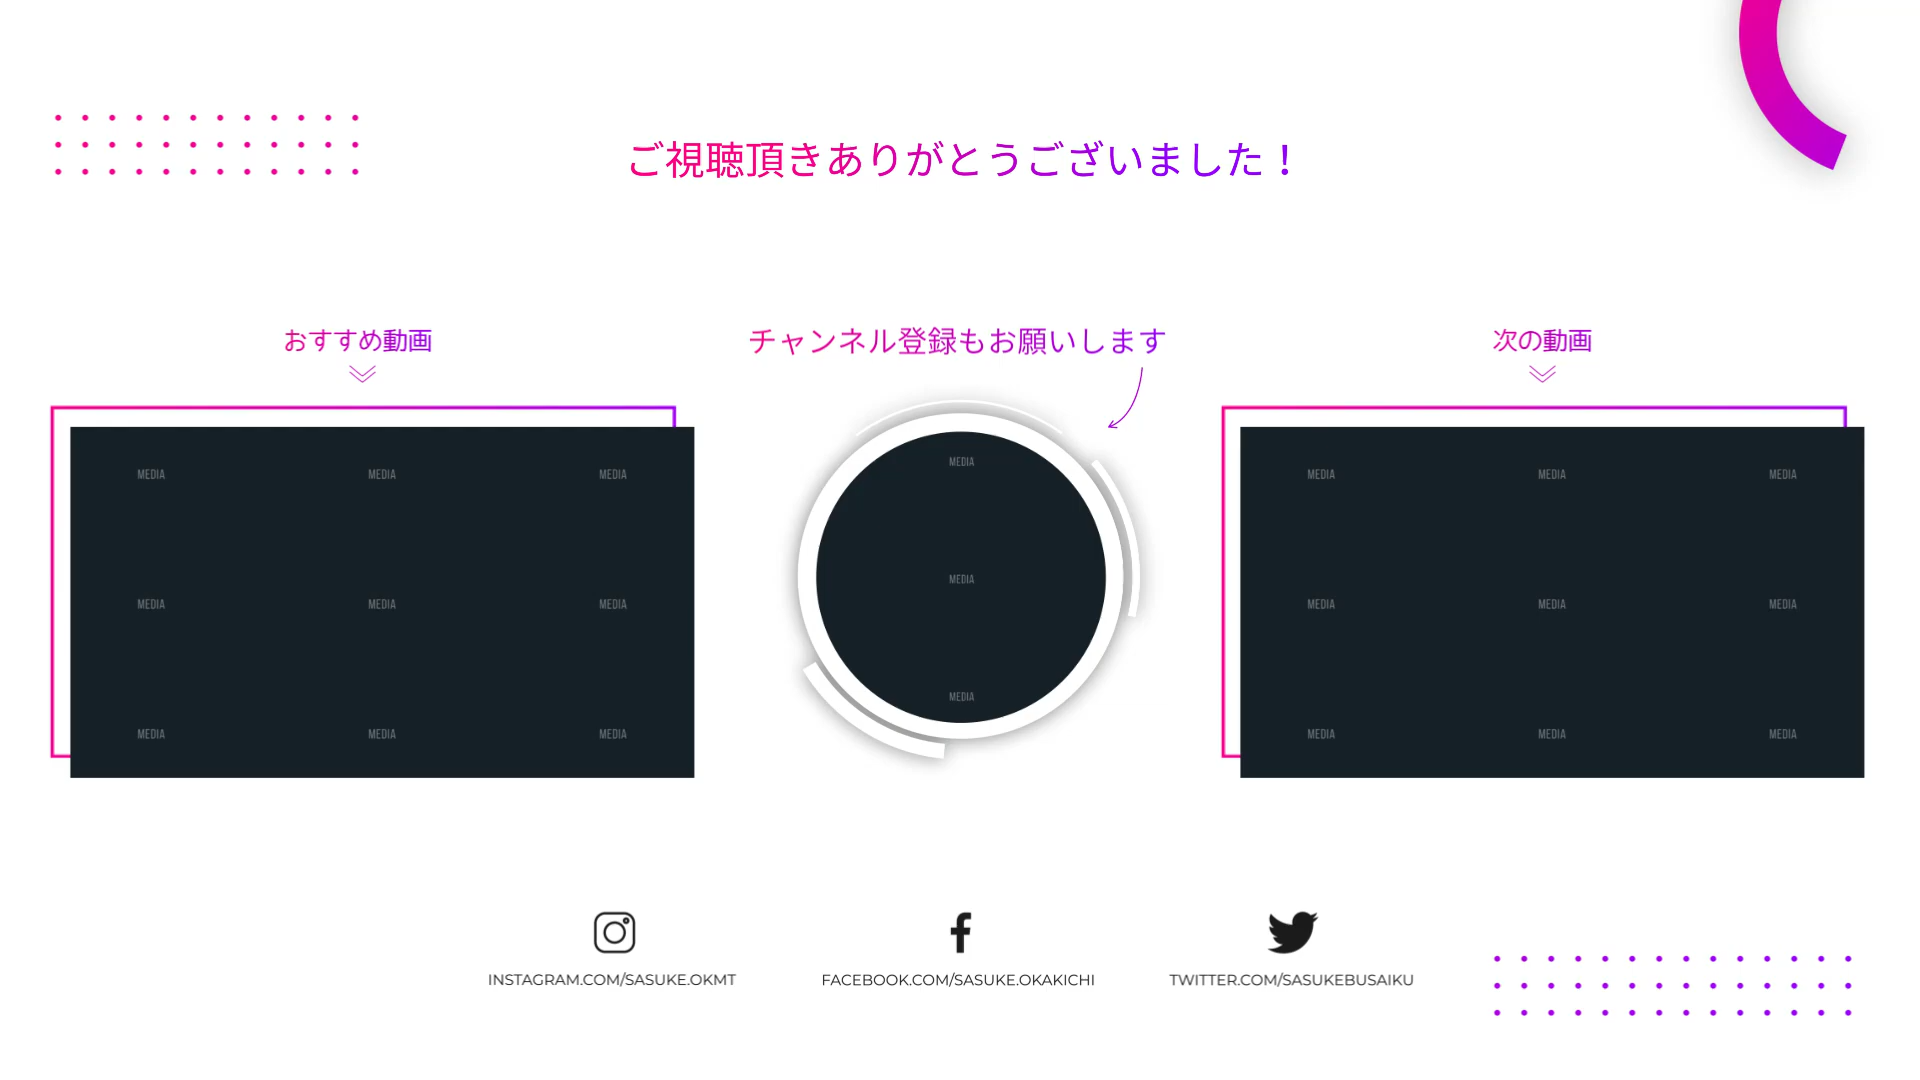 ご視聴頂きありがとうございました！
おすすめ動画
チャンネル登録もお願いします
次の動画
MEDIA MEDIA MEDIA
MEDIA MEDIA MEDIA
MEDIA MEDIA MEDIA
MEDIA
MEDIA
MEDIA
MEDIA MEDIA MEDIA
MEDIA MEDIA MEDIA
MEDIA MEDIA MEDIA
INSTAGRAM.COM/SASUKE.OKMT
FACEBOOK.COM/SASUKE.OKAKICHI
TWITTER.COM/SASUKEBUSAIKU